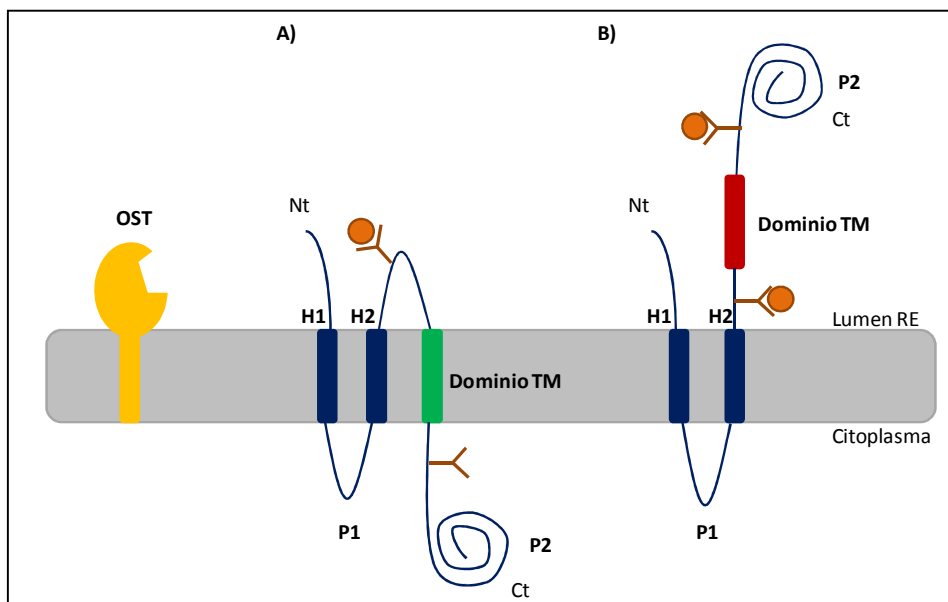 A)
OST
Nt
H1
H2
Dominio TM
P1
P2
Ct
B)
P2
Ct
Nt
Dominio TM
H1
H2
Lumen RE
Citoplasma
P1